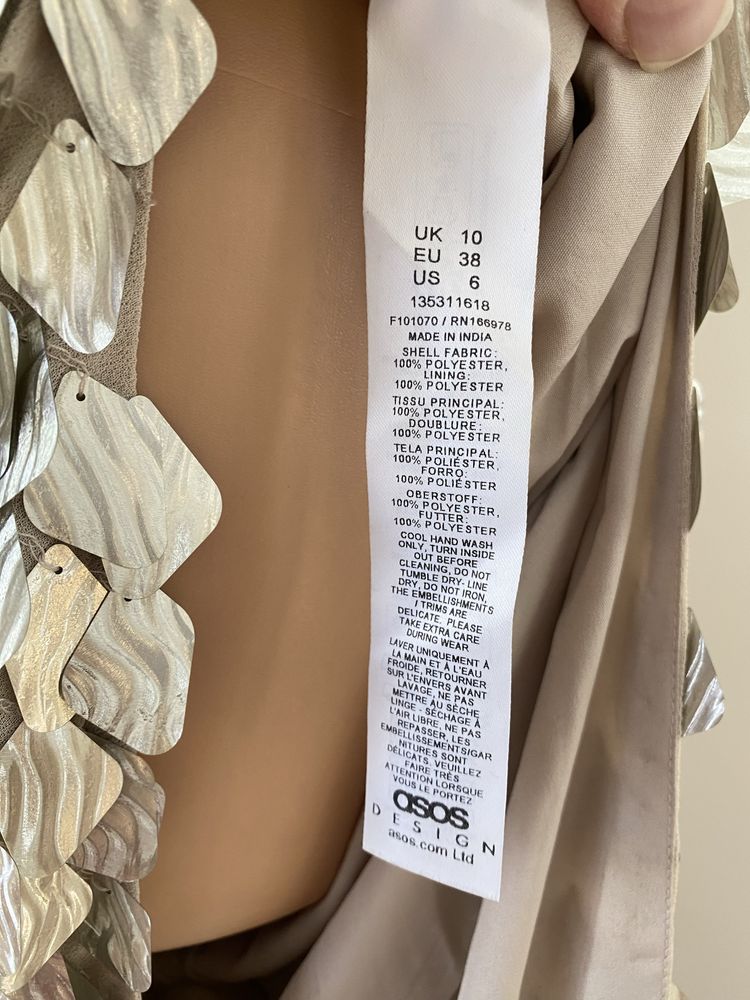 UK 10
EU 38
US 6
135311618
F101070 / RN166978
MADE IN INDIA
SHELL FABRIC:
100% POLYESTER,
LINING:
100% POLYESTER
TISSU PRINCIPAL:
100% POLYESTER,
DOUBLURE:
100% POLYESTER
TELA PRINCIPAL:
100% POLIÉSTER,
FORRO:
100% POLIÉSTER
OBERSTOFF:
100% POLYESTER,
FUTTER:
100% POLYESTER
COOL HAND WASH
ONLY, TURN INSIDE
OUT BEFORE
CLEANING, DO NOT
TUMBLE DRY- LINE
DRY, DO NOT IRON,
THE EMBELLISHMENTS
/ TRIMS ARE
DELICATE. PLEASE
TAKE EXTRA CARE
DURING WEAR
LAVER UNIQUEMENT À
LA MAIN ET À L'EAU
FROIDE, RETOURNER
SUR L'ENVERS AVANT
LAVAGE, NE PAS
METTRE AU SÈCHE
LINGE - SÉCHAGE À
L'AIR LIBRE, NE PAS
REPASSER, LES
EMBELLISSEMENTS/GAR
NITURES SONT
DÉLICATS. VEUILLEZ
FAIRE TRÈS
ATTENTION LORSQUE
VOUS LE PORTEZ
asos
DESIGN
asos.com Ltd